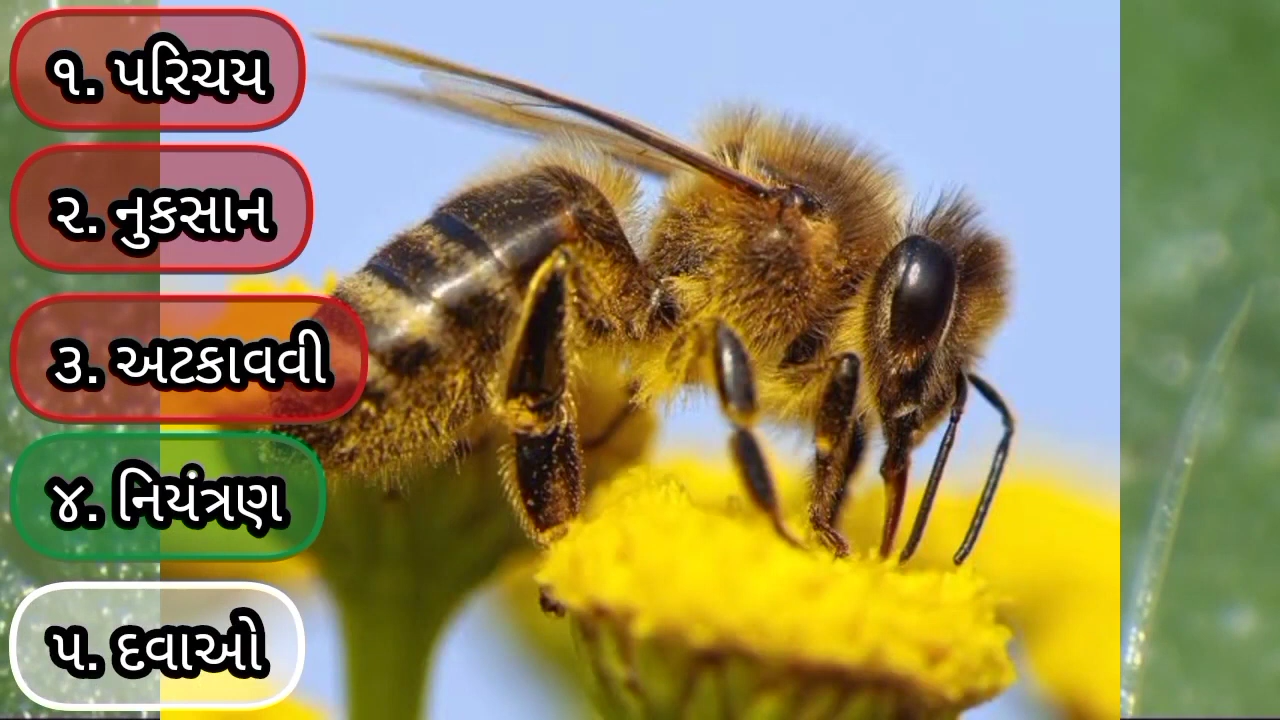 ૧. પરિચય
૨. નુકસાન
૩. અટકાવવી
૪. નિયંત્રણ
૫. દવાઓ